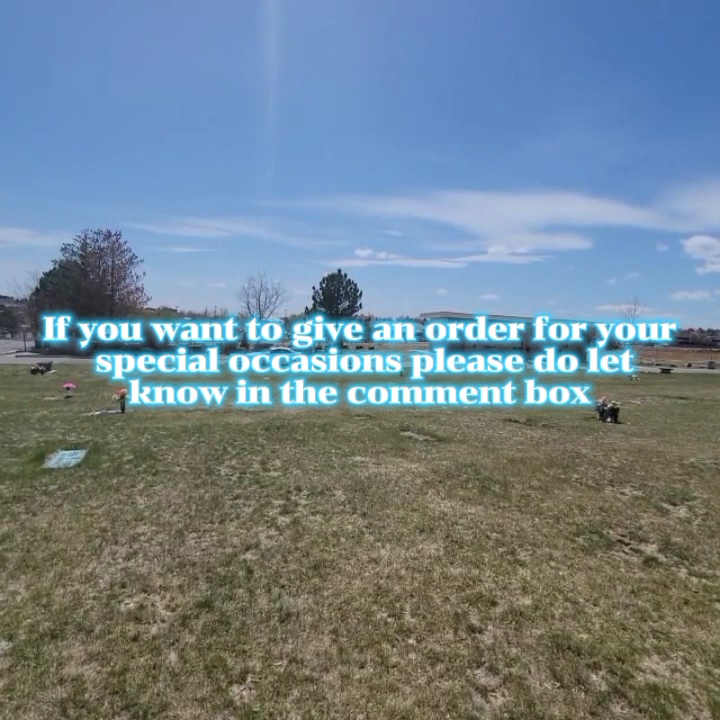 If you want to give an order for your
special occasions please do let
know in the comment box